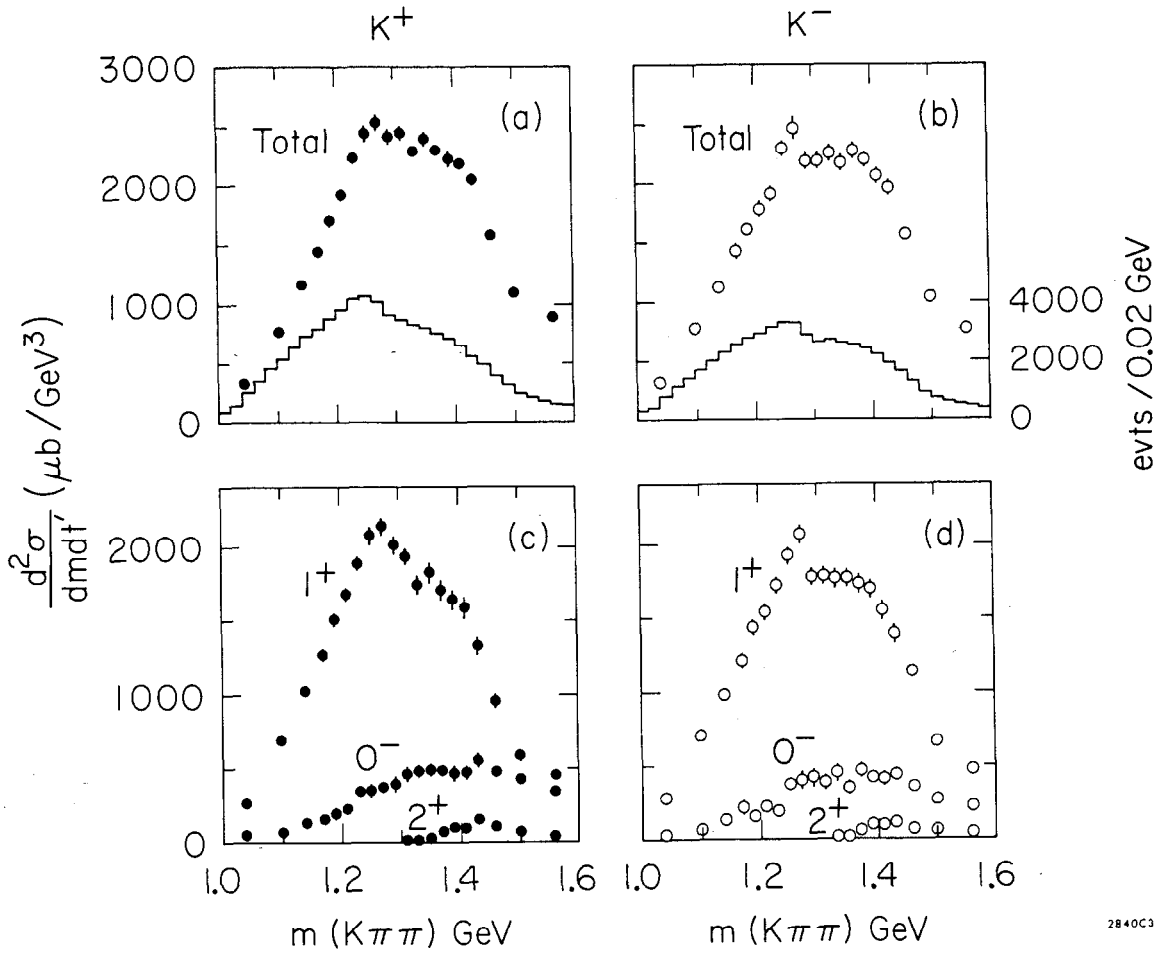 K⁺
K⁻
3000
2000
1000
0
Total
(a)
Total
(b)
4000
2000
0
evts / 0.02 GeV
d²σ/dmdt′ (μb/GeV³)
2000
1000
0
1⁺
0⁻
2⁺
(c)
1⁺
0⁻
2⁺
(d)
1.0 1.2 1.4 1.6
1.0 1.2 1.4 1.6
m (Kππ) GeV
m (Kππ) GeV
2840C3